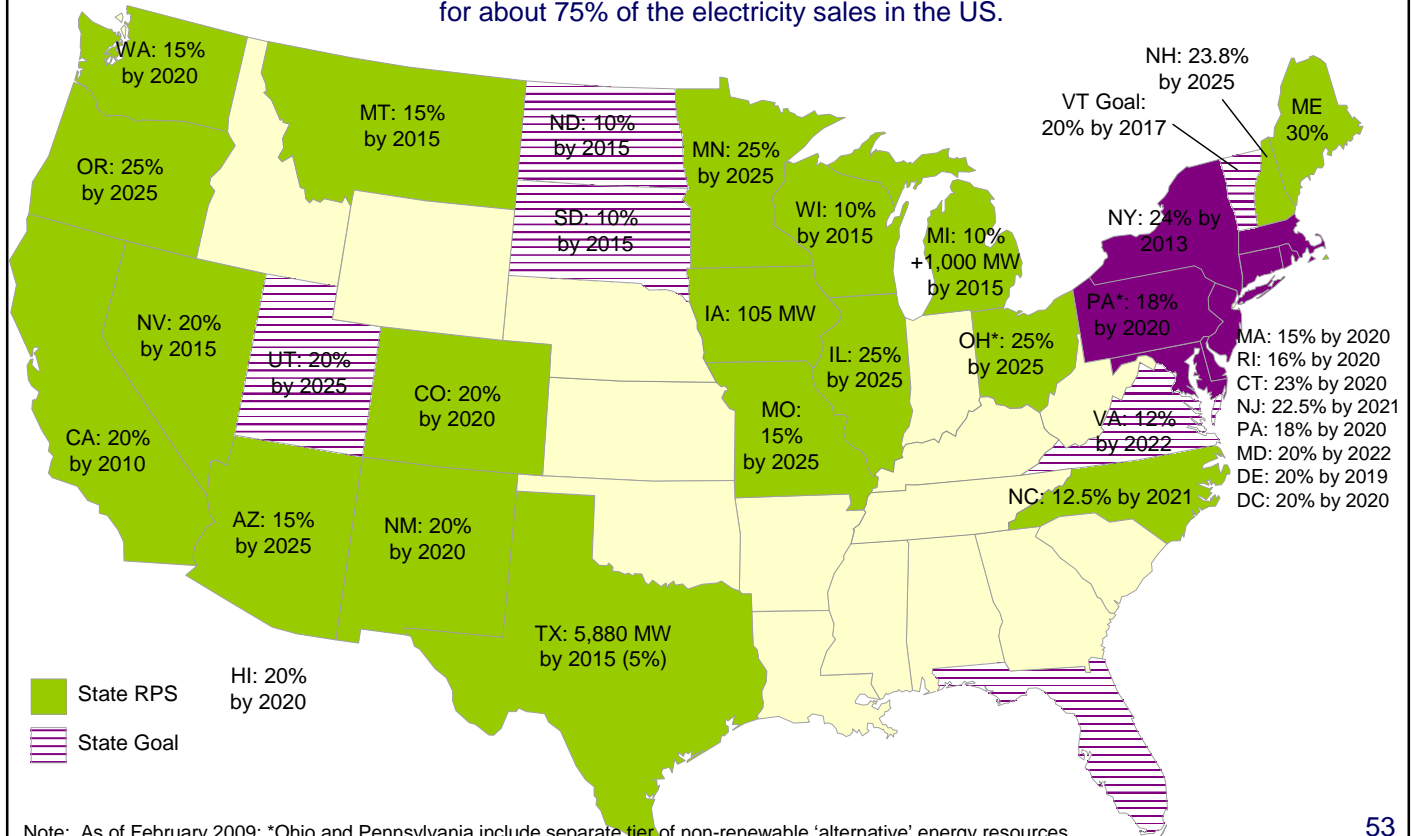 for about 75% of the electricity sales in the US.
WA: 15%
by 2020
MT: 15%
by 2015
ND: 10%
by 2015
MN: 25%
by 2025
VT Goal:
20% by 2017
NH: 23.8%
by 2025
ME
30%
OR: 25%
by 2025
SD: 10%
by 2015
WI: 10%
by 2015
MI: 10%
+1,000 MW
by 2015
NY: 24% by
2013
NV: 20%
by 2015
UT: 20%
by 2025
CO: 20%
by 2020
IA: 105 MW
IL: 25%
by 2025
OH*: 25%
by 2025
PA*: 18%
by 2020
MA: 15% by 2020
RI: 16% by 2020
CT: 23% by 2020
NJ: 22.5% by 2021
PA: 18% by 2020
MD: 20% by 2022
DE: 20% by 2019
DC: 20% by 2020
CA: 20%
by 2010
MO:
15%
by 2025
VA: 12%
by 2022
AZ: 15%
by 2025
NM: 20%
by 2020
NC: 12.5% by 2021
TX: 5,880 MW
by 2015 (5%)
HI: 20%
by 2020
State RPS
State Goal
Note: As of February 2009; *Ohio and Pennsylvania include separate tier of non-renewable ‘alternative’ energy resources
53